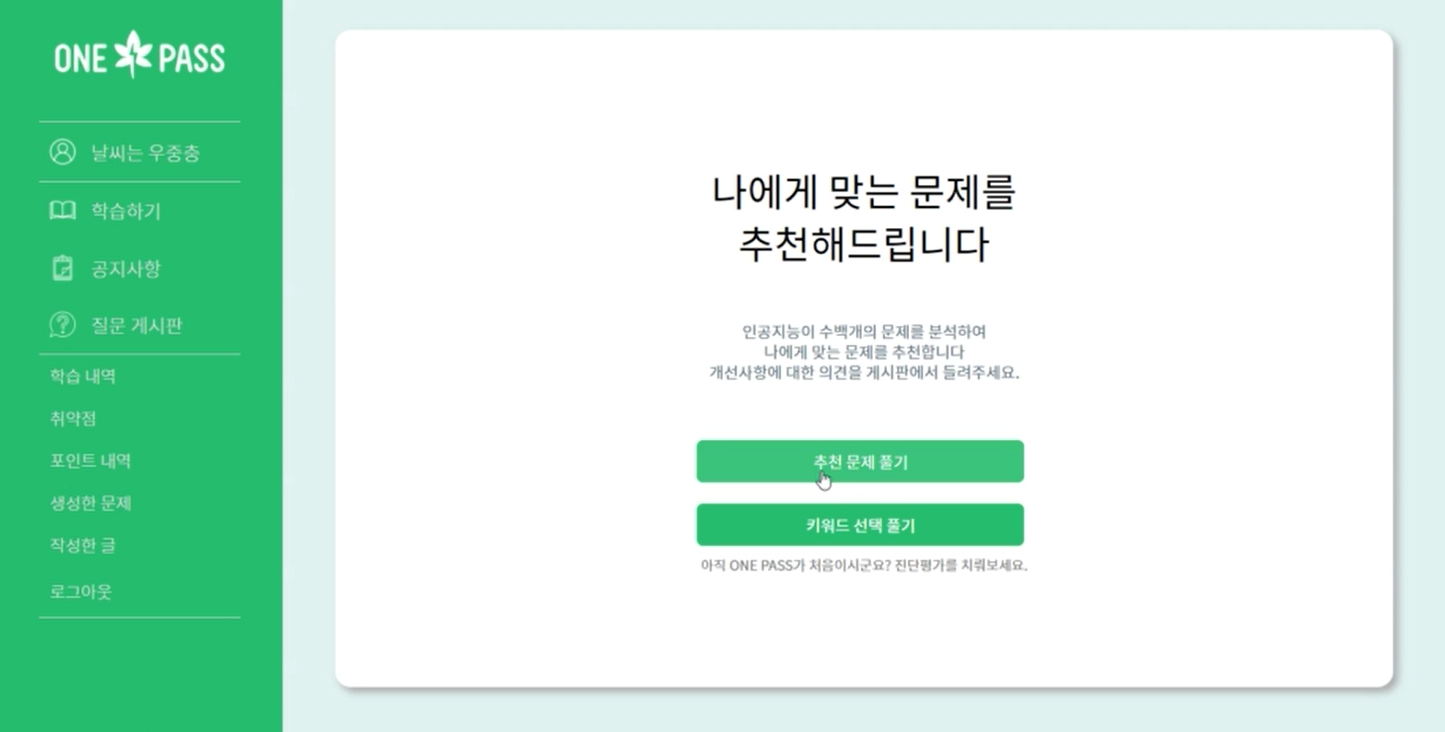 ONE PASS
날씨는 우중충
학습하기
공지사항
질문 게시판
학습 내역
취약점
포인트 내역
생성한 문제
작성한 글
로그아웃
나에게 맞는 문제를
추천해드립니다
인공지능이 수백개의 문제를 분석하여
나에게 맞는 문제를 추천합니다
개선사항에 대한 의견을 게시판에서 들려주세요.
추천 문제 풀기
키워드 선택 풀기
아직 ONE PASS가 처음이시군요? 진단평가를 치뤄보세요.